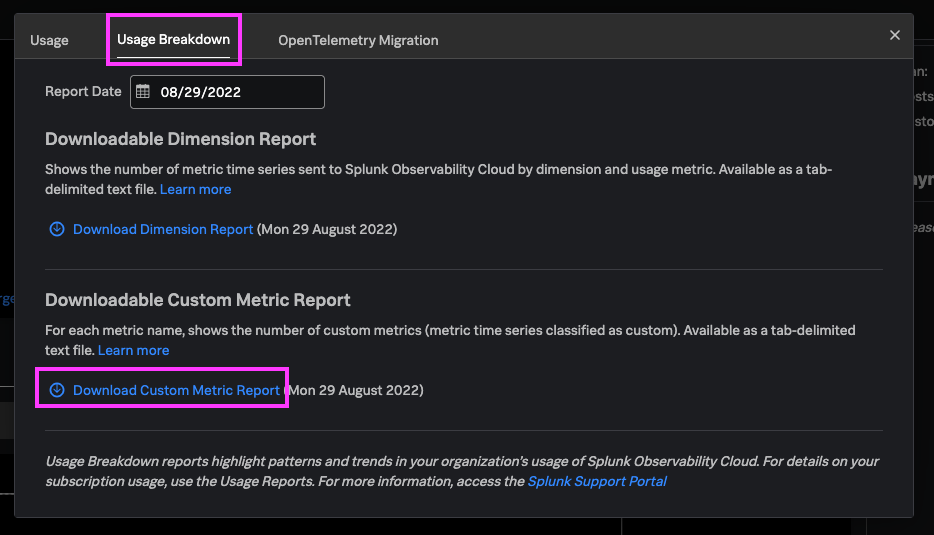 Usage Usage Breakdown OpenTelemetry Migration
Report Date 08/29/2022
Downloadable Dimension Report
Shows the number of metric time series sent to Splunk Observability Cloud by dimension and usage metric. Available as a tab-
delimited text file. Learn more
Download Dimension Report (Mon 29 August 2022)
Downloadable Custom Metric Report
For each metric name, shows the number of custom metrics (metric time series classified as custom). Available as a tab-delimited
text file. Learn more
Download Custom Metric Report (Mon 29 August 2022)
Usage Breakdown reports highlight patterns and trends in your organization's usage of Splunk Observability Cloud. For details on your
subscription usage, use the Usage Reports. For more information, access the Splunk Support Portal